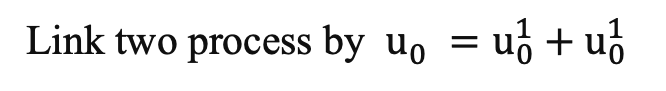 Link two process by u₀ = u₀¹ + u₀¹